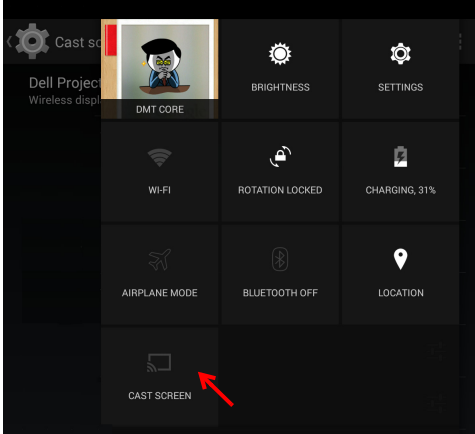 Cast sc
Dell Project
Wireless displ
DMT CORE
BRIGHTNESS
SETTINGS
WI-FI
ROTATION LOCKED
CHARGING, 31%
AIRPLANE MODE
BLUETOOTH OFF
LOCATION
CAST SCREEN